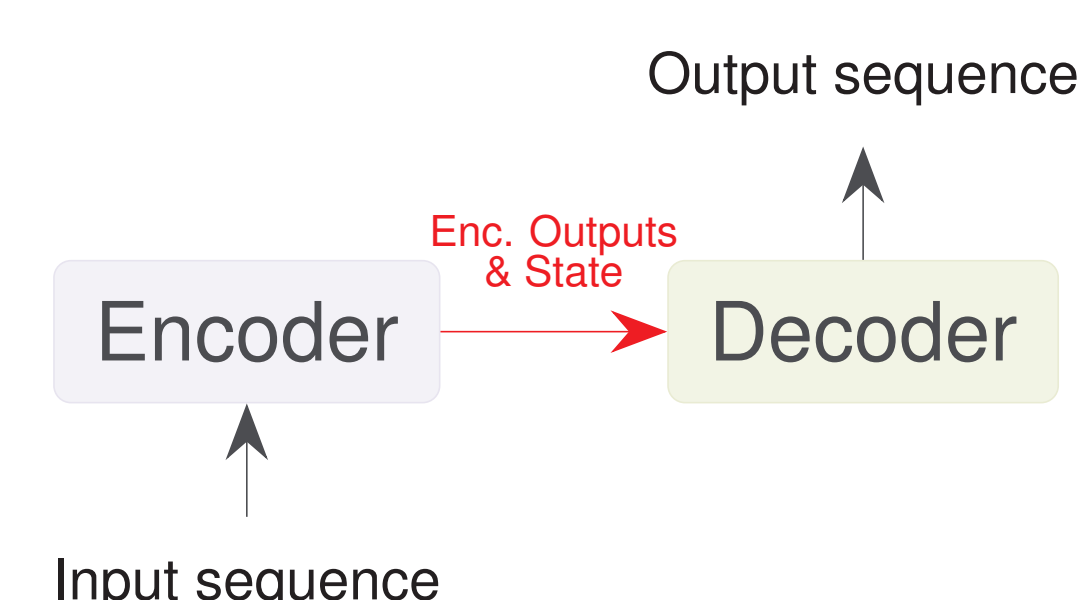 Output sequence
Enc. Outputs
& State
Encoder
Decoder
Input sequence